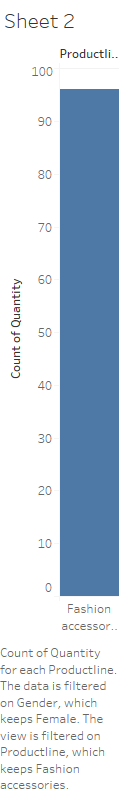 Sheet 2
Productli..
100
90
80
70
60
50
40
30
20
10
0
Count of Quantity
Fashion
accessor..
Count of Quantity
for each Productline.
The data is filtered
on Gender, which
keeps Female. The
view is filtered on
Productline, which
keeps Fashion
accessories.